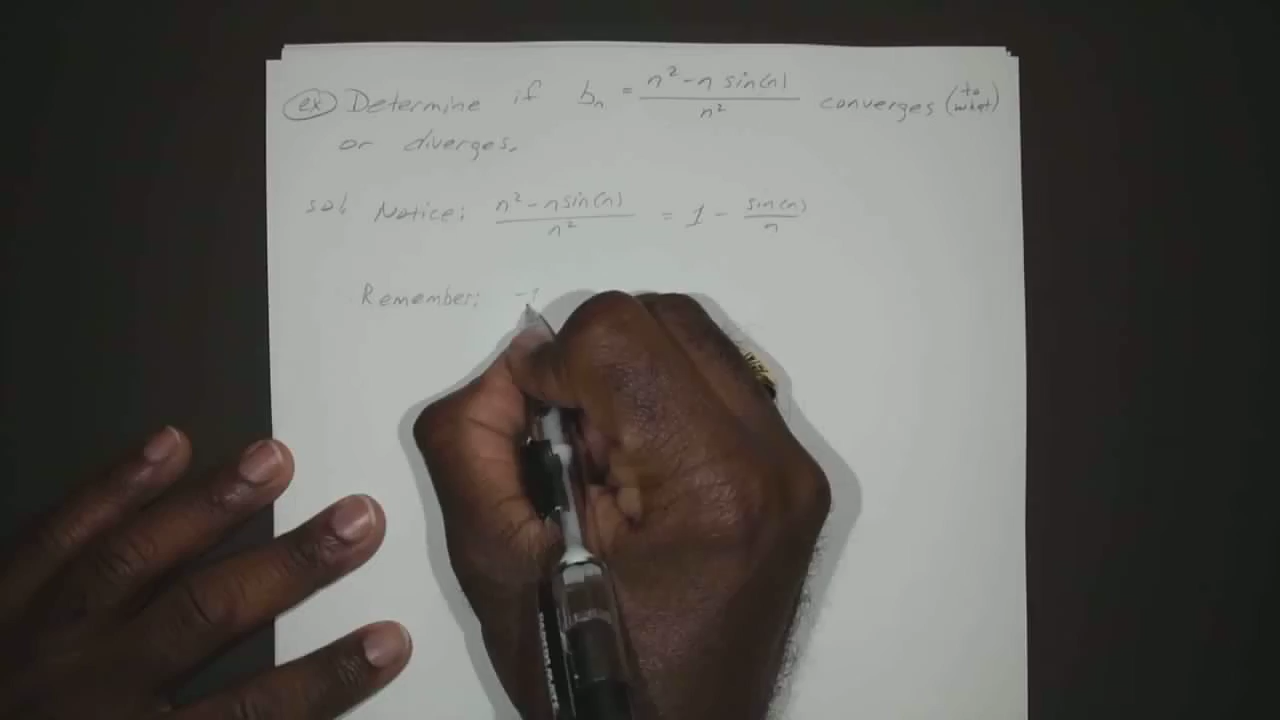 ex Determine if bₙ = (n² - n sin(n))/n² converges (to what)
or diverges.
sol Notice: (n² - n sin(n))/n² = 1 - sin(n)/n
Remember: -1